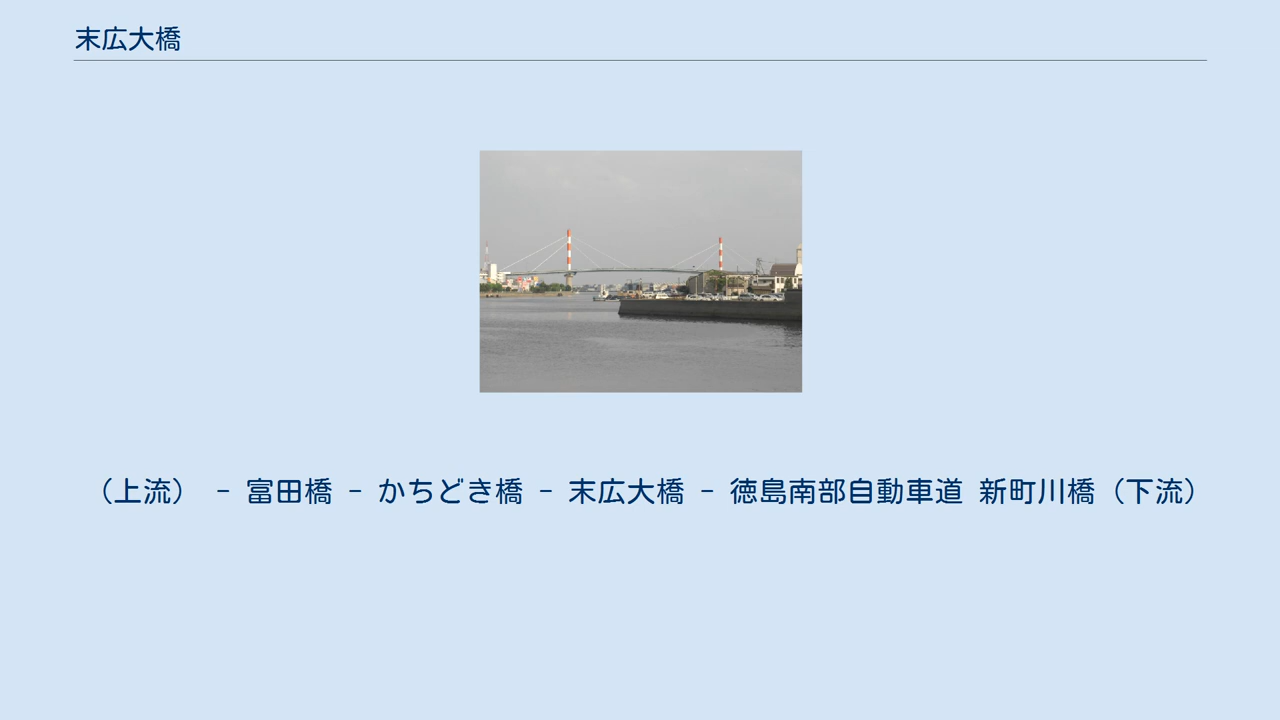 末広大橋
（上流） - 富田橋 - かちどき橋 - 末広大橋 - 徳島南部自動車道 新町川橋（下流）